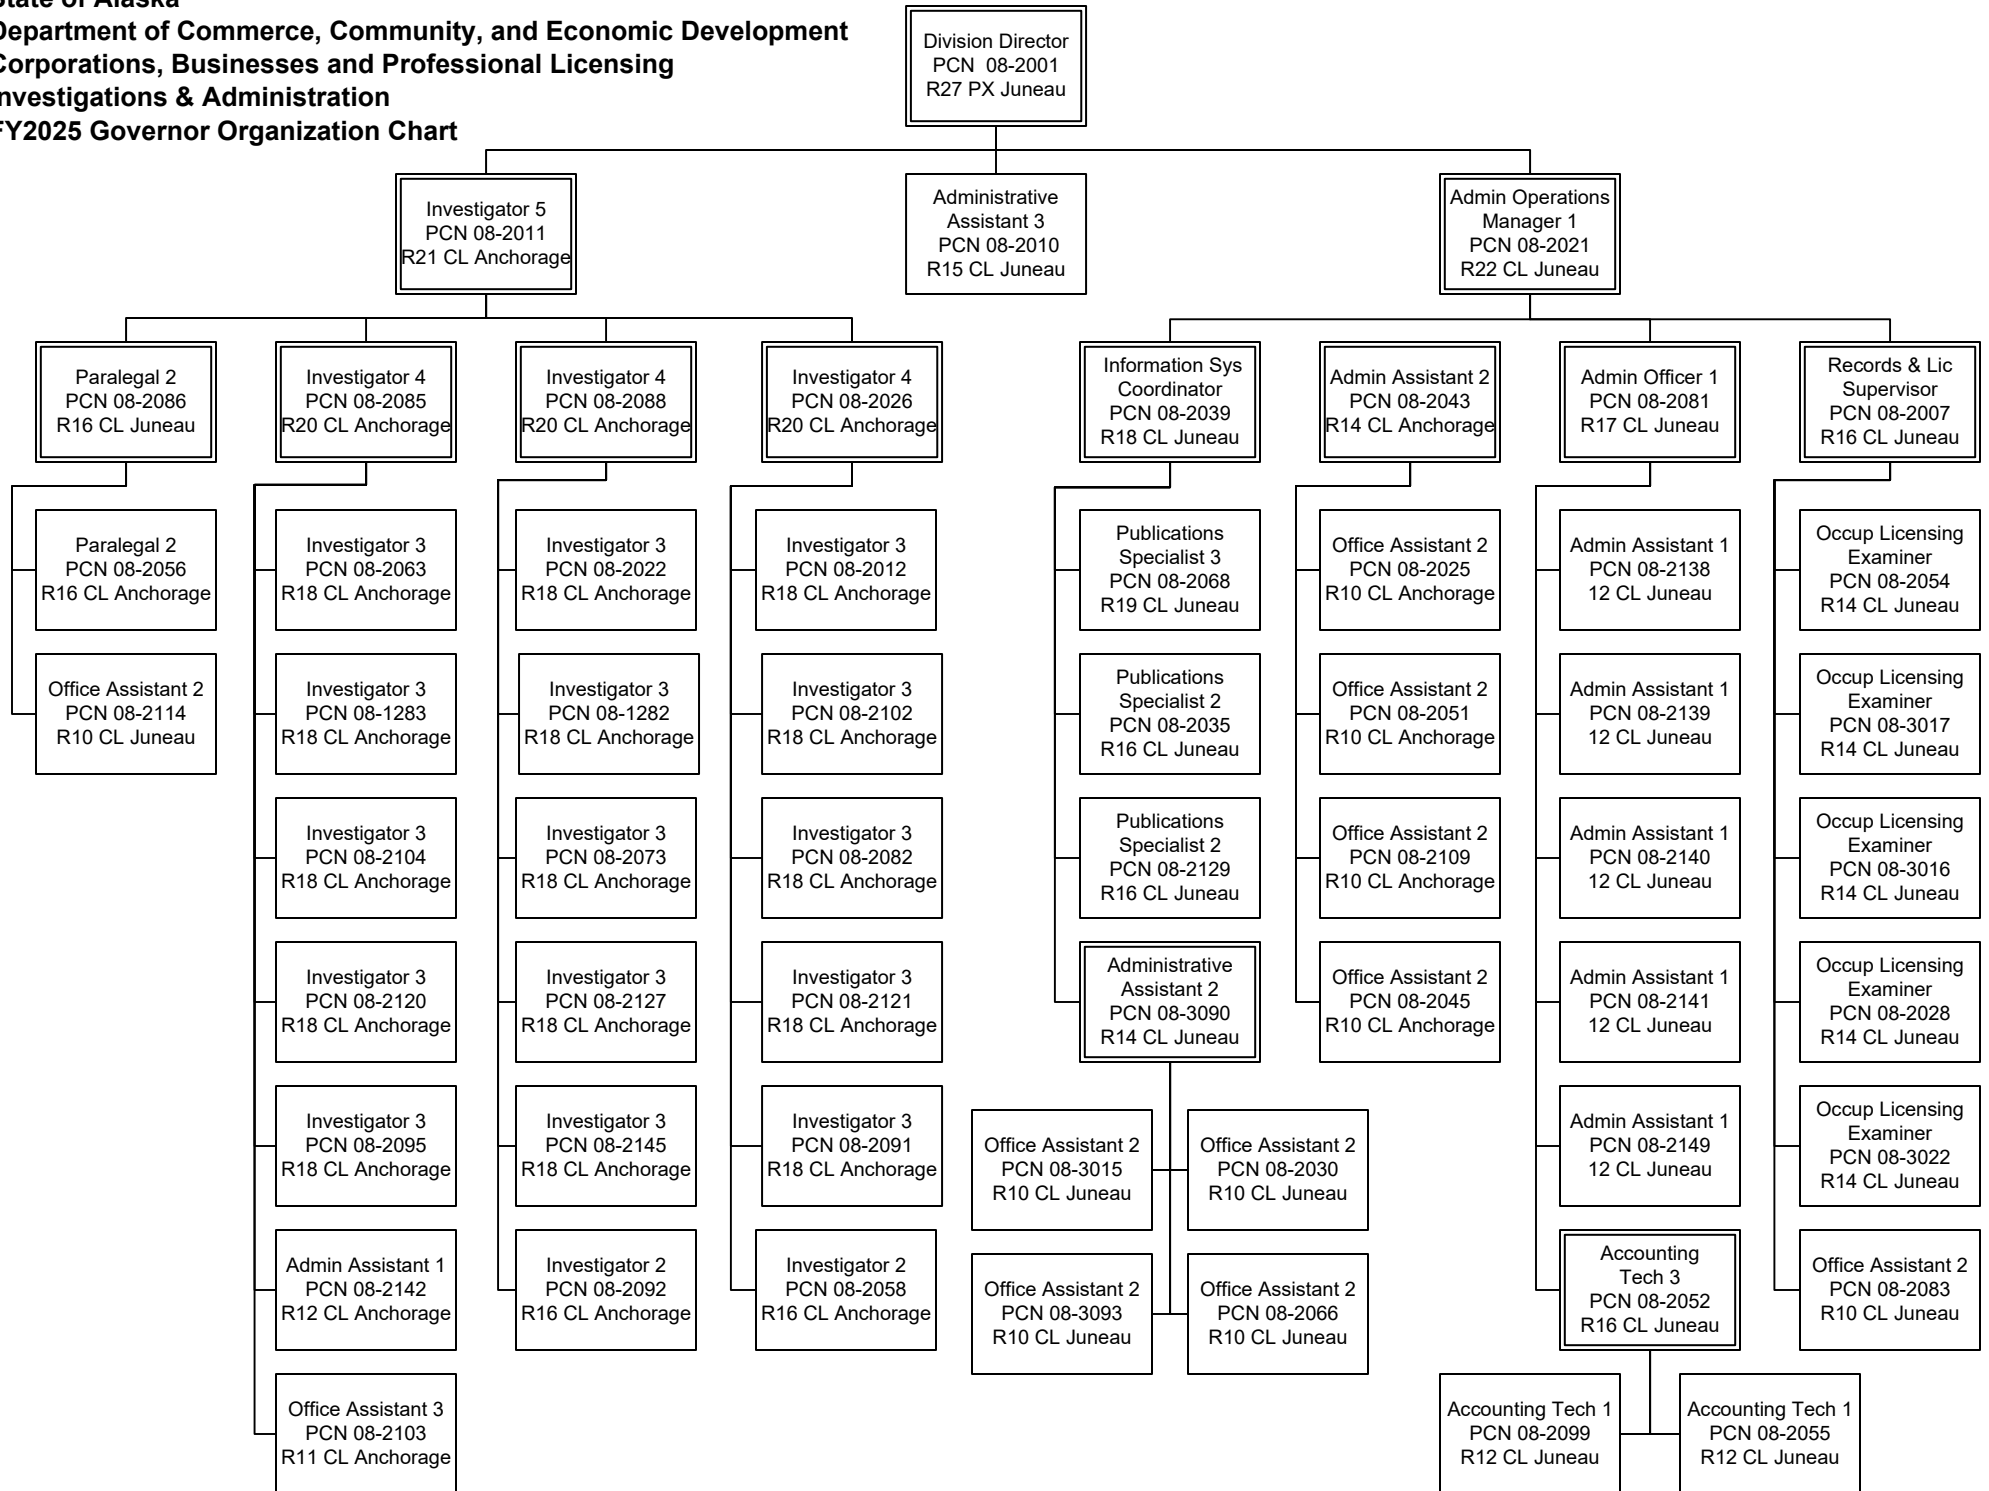 State of Alaska
Department of Commerce, Community, and Economic Development
Corporations, Businesses and Professional Licensing
Investigations & Administration
FY2025 Governor Organization Chart
Division Director
PCN 08-2001
R27 PX Juneau
Investigator 5
PCN 08-2011
R21 CL Anchorage
Administrative
Assistant 3
PCN 08-2010
R15 CL Juneau
Admin Operations
Manager 1
PCN 08-2021
R22 CL Juneau
Paralegal 2
PCN 08-2086
R16 CL Juneau
Investigator 4
PCN 08-2085
R20 CL Anchorage
Investigator 4
PCN 08-2088
R20 CL Anchorage
Investigator 4
PCN 08-2026
R20 CL Anchorage
Information Sys
Coordinator
PCN 08-2039
R18 CL Juneau
Admin Assistant 2
PCN 08-2043
R14 CL Anchorage
Admin Officer 1
PCN 08-2081
R17 CL Juneau
Records & Lic
Supervisor
PCN 08-2007
R16 CL Juneau
Paralegal 2
PCN 08-2056
R16 CL Anchorage
Investigator 3
PCN 08-2063
R18 CL Anchorage
Investigator 3
PCN 08-2022
R18 CL Anchorage
Investigator 3
PCN 08-2012
R18 CL Anchorage
Publications
Specialist 3
PCN 08-2068
R19 CL Juneau
Office Assistant 2
PCN 08-2025
R10 CL Anchorage
Admin Assistant 1
PCN 08-2138
12 CL Juneau
Occup Licensing
Examiner
PCN 08-2054
R14 CL Juneau
Office Assistant 2
PCN 08-2114
R10 CL Juneau
Investigator 3
PCN 08-1283
R18 CL Anchorage
Investigator 3
PCN 08-1282
R18 CL Anchorage
Investigator 3
PCN 08-2102
R18 CL Anchorage
Publications
Specialist 2
PCN 08-2035
R16 CL Juneau
Office Assistant 2
PCN 08-2051
R10 CL Anchorage
Admin Assistant 1
PCN 08-2139
12 CL Juneau
Occup Licensing
Examiner
PCN 08-3017
R14 CL Juneau
Investigator 3
PCN 08-2104
R18 CL Anchorage
Investigator 3
PCN 08-2073
R18 CL Anchorage
Investigator 3
PCN 08-2082
R18 CL Anchorage
Publications
Specialist 2
PCN 08-2129
R16 CL Juneau
Office Assistant 2
PCN 08-2109
R10 CL Anchorage
Admin Assistant 1
PCN 08-2140
12 CL Juneau
Occup Licensing
Examiner
PCN 08-3016
R14 CL Juneau
Investigator 3
PCN 08-2120
R18 CL Anchorage
Investigator 3
PCN 08-2127
R18 CL Anchorage
Investigator 3
PCN 08-2121
R18 CL Anchorage
Administrative
Assistant 2
PCN 08-3090
R14 CL Juneau
Office Assistant 2
PCN 08-2045
R10 CL Anchorage
Admin Assistant 1
PCN 08-2141
12 CL Juneau
Occup Licensing
Examiner
PCN 08-2028
R14 CL Juneau
Investigator 3
PCN 08-2095
R18 CL Anchorage
Investigator 3
PCN 08-2145
R18 CL Anchorage
Investigator 3
PCN 08-2091
R18 CL Anchorage
Office Assistant 2
PCN 08-3015
R10 CL Juneau
Office Assistant 2
PCN 08-2030
R10 CL Juneau
Admin Assistant 1
PCN 08-2149
12 CL Juneau
Occup Licensing
Examiner
PCN 08-3022
R14 CL Juneau
Admin Assistant 1
PCN 08-2142
R12 CL Anchorage
Investigator 2
PCN 08-2092
R16 CL Anchorage
Investigator 2
PCN 08-2058
R16 CL Anchorage
Office Assistant 2
PCN 08-3093
R10 CL Juneau
Office Assistant 2
PCN 08-2066
R10 CL Juneau
Accounting
Tech 3
PCN 08-2052
R16 CL Juneau
Office Assistant 2
PCN 08-2083
R10 CL Juneau
Office Assistant 3
PCN 08-2103
R11 CL Anchorage
Accounting Tech 1
PCN 08-2099
R12 CL Juneau
Accounting Tech 1
PCN 08-2055
R12 CL Juneau